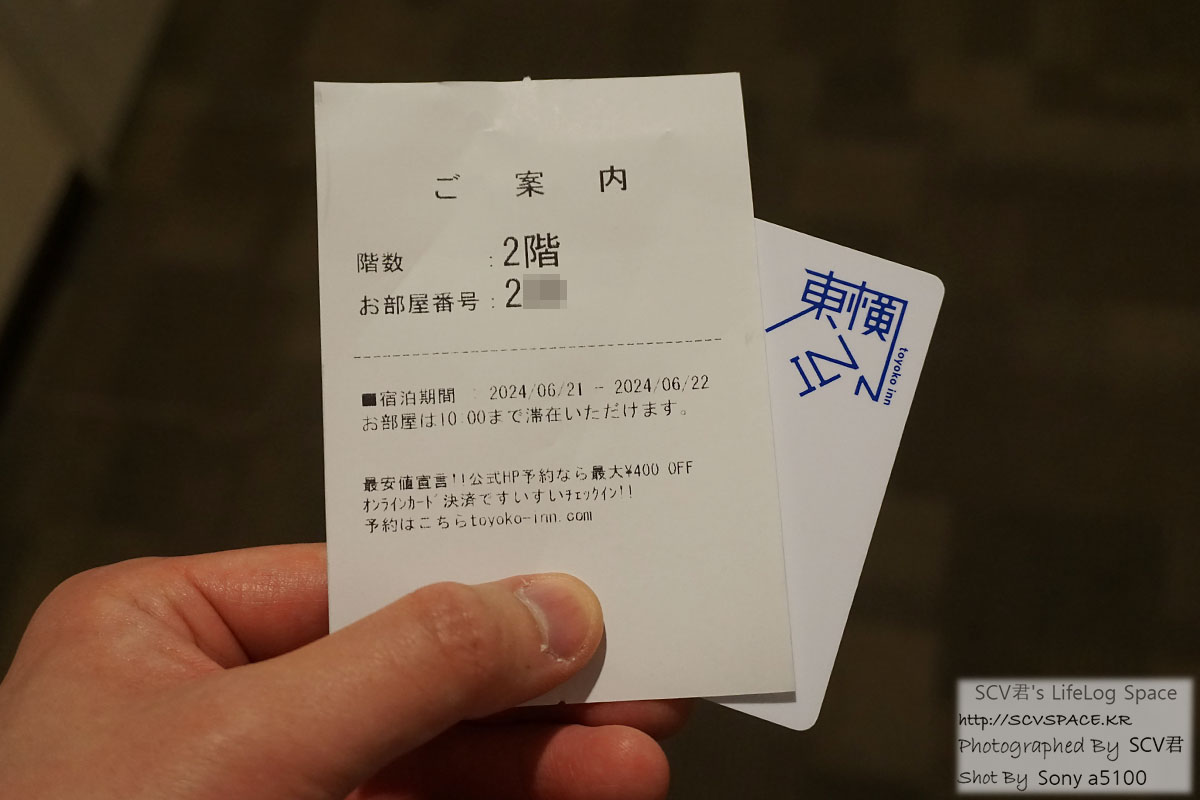 ご案内
階数 : 2階
お部屋番号 : 2
■宿泊期間 : 2024/06/21 - 2024/06/22
お部屋は10:00まで滞在いただけます。
最安値宣言!!公式HP予約なら最大¥400 OFF
ｵﾝﾗｲﾝｶｰﾄﾞ決済ですいすいﾁｪｯｸｲﾝ!!
予約はこちらtoyoko-inn.com
東横
イン
toyoko inn
SCV君's LifeLog Space
http://SCVSPACE.KR
Photographed By SCV君
Shot By Sony a5100